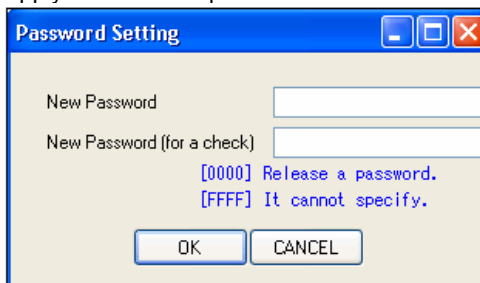 Password Setting
New Password
New Password (for a check)
[0000] Release a password.
[FFFF] It cannot specify.
OK CANCEL